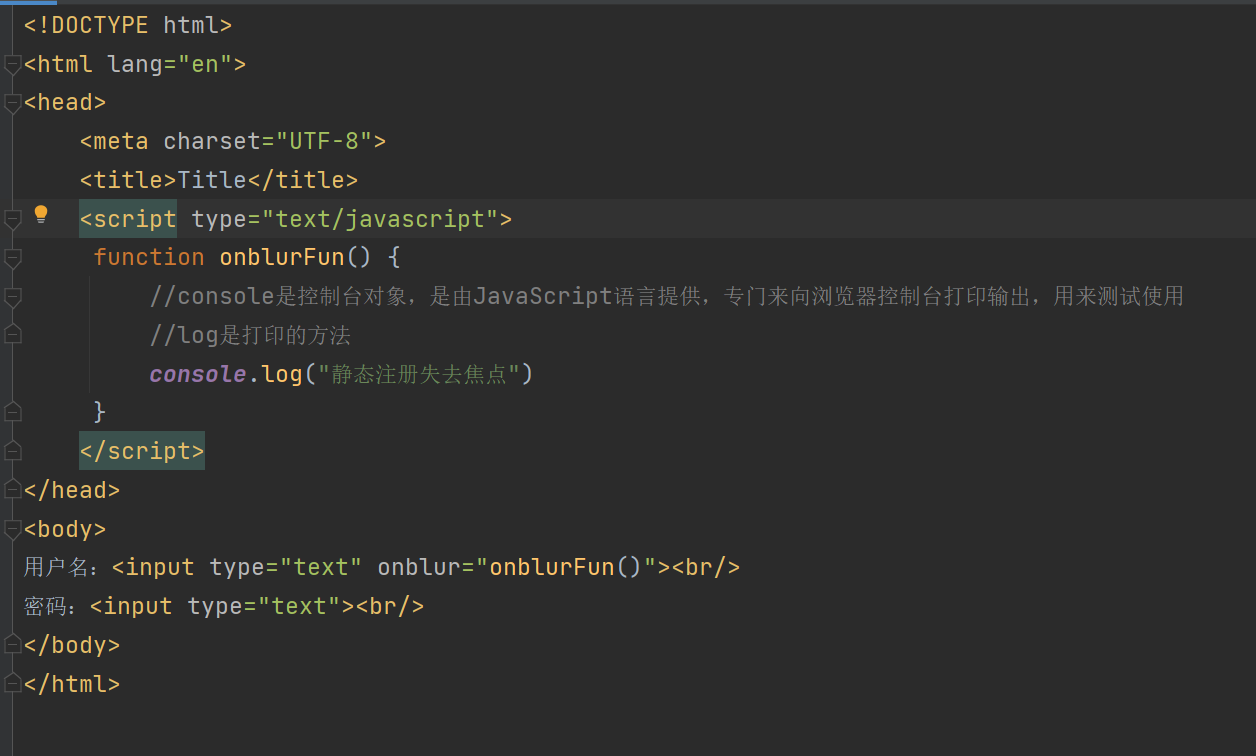 <!DOCTYPE html>
<html lang="en">
<head>
    <meta charset="UTF-8">
    <title>Title</title>
    <script type="text/javascript">
     function onblurFun() {
         //console是控制台对象，是由JavaScript语言提供，专门来向浏览器控制台打印输出，用来测试使用
         //log是打印的方法
         console.log("静态注册失去焦点")
     }
    </script>
</head>
<body>
用户名：<input type="text" onblur="onblurFun()"><br/>
密码：<input type="text"><br/>
</body>
</html>